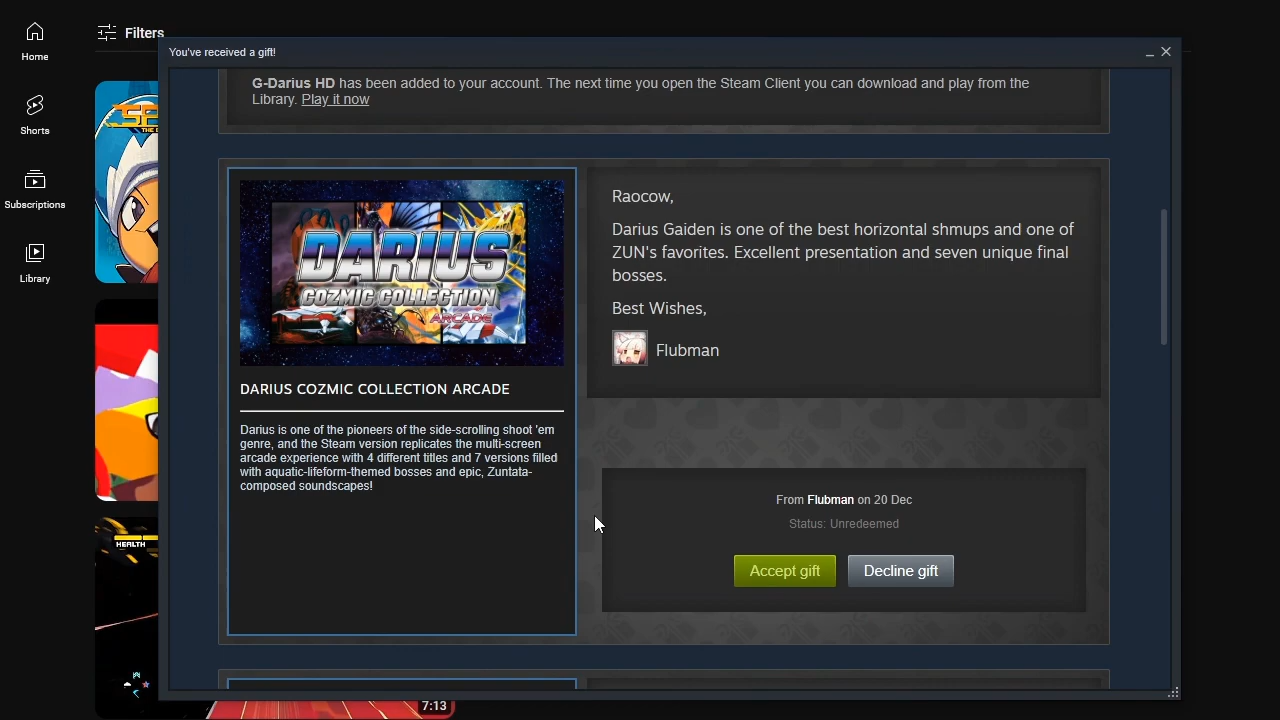 Filters
Home
Shorts
Subscriptions
Library
You've received a gift!
G-Darius HD has been added to your account. The next time you open the Steam Client you can download and play from the
Library. Play it now
DARIUS
COZMIC COLLECTION
ARCADE
DARIUS COZMIC COLLECTION ARCADE
Darius is one of the pioneers of the side-scrolling shoot 'em
genre, and the Steam version replicates the multi-screen
arcade experience with 4 different titles and 7 versions filled
with aquatic-lifeform-themed bosses and epic, Zuntata-
composed soundscapes!
Raocow,
Darius Gaiden is one of the best horizontal shmups and one of
ZUN's favorites. Excellent presentation and seven unique final
bosses.
Best Wishes,
Flubman
From Flubman on 20 Dec
Status: Unredeemed
Accept gift
Decline gift
HEALTH
7:13